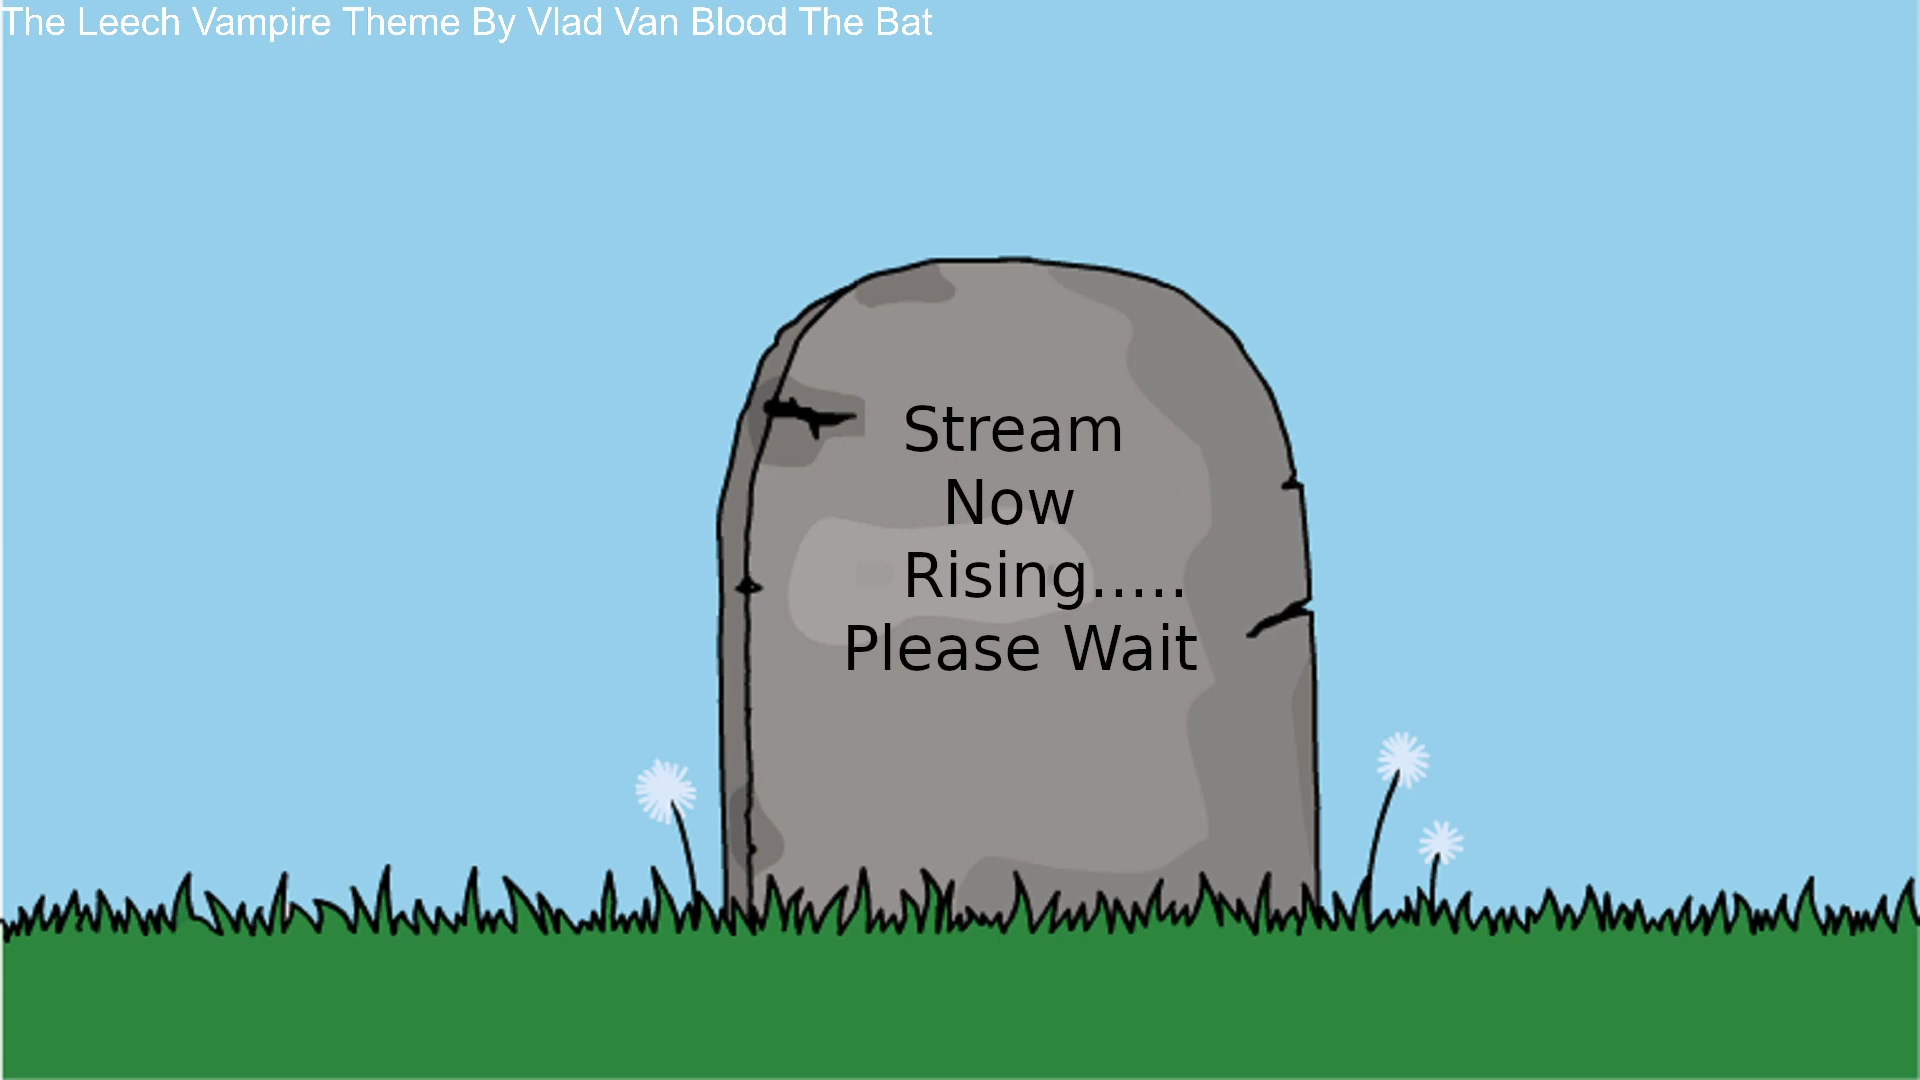 The Leech Vampire Theme By Vlad Van Blood The Bat
Stream
Now
Rising.....
Please Wait